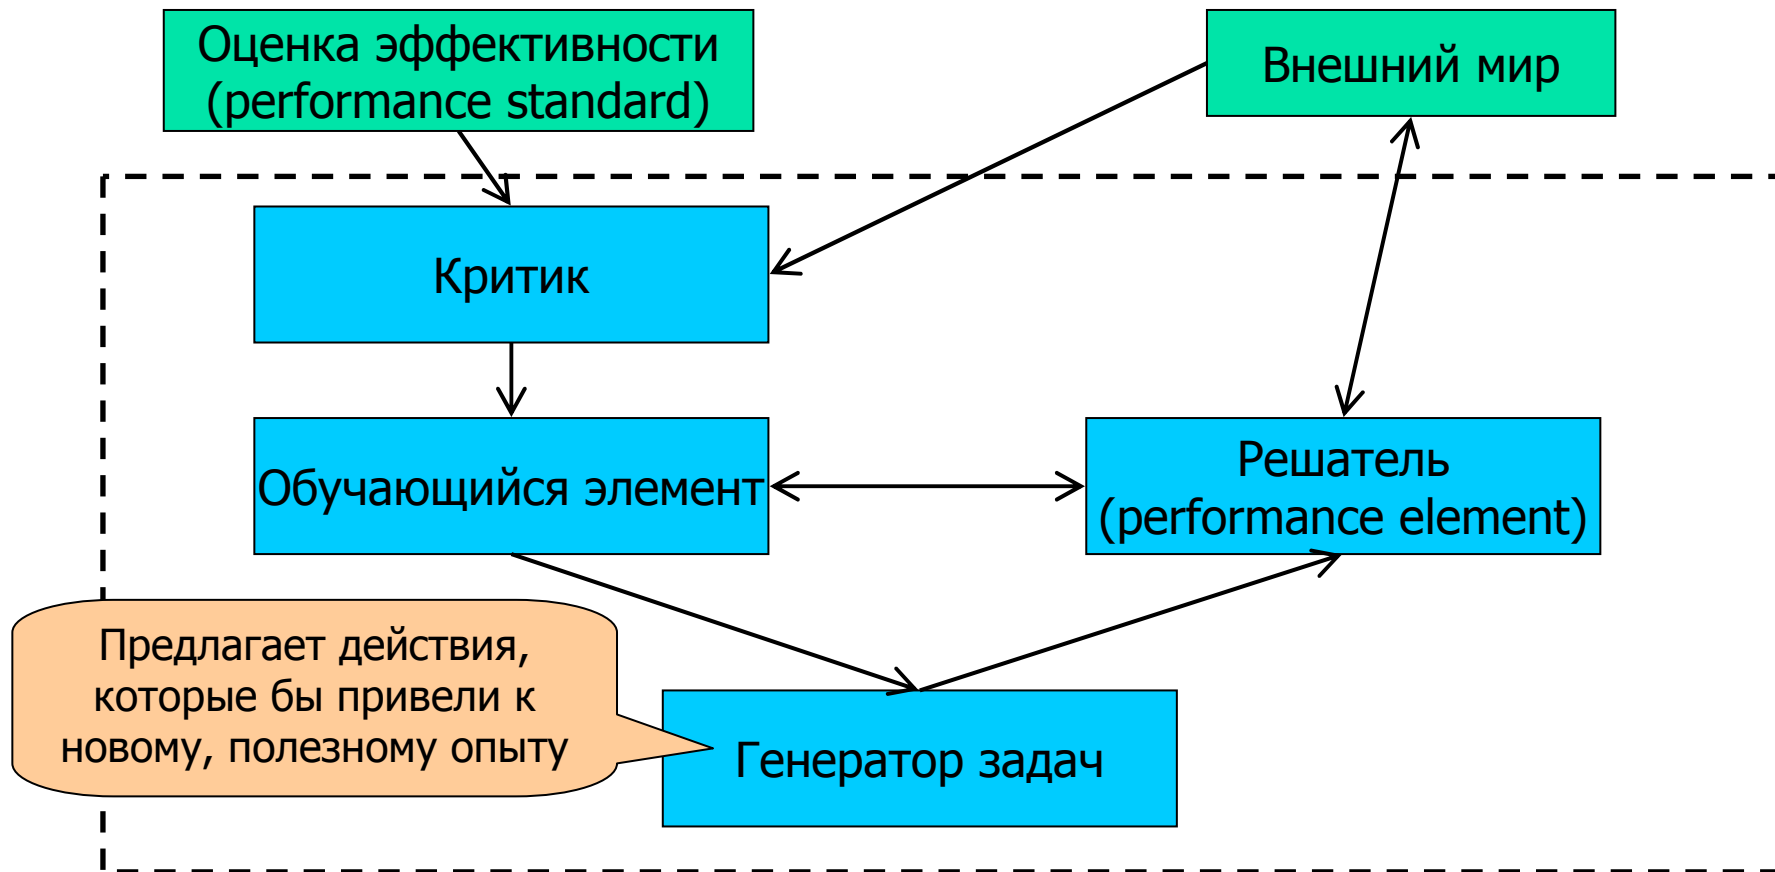 Оценка эффективности
(performance standard)
Внешний мир
Критик
Обучающийся элемент
Решатель
(performance element)
Предлагает действия,
которые бы привели к
новому, полезному опыту
Генератор задач